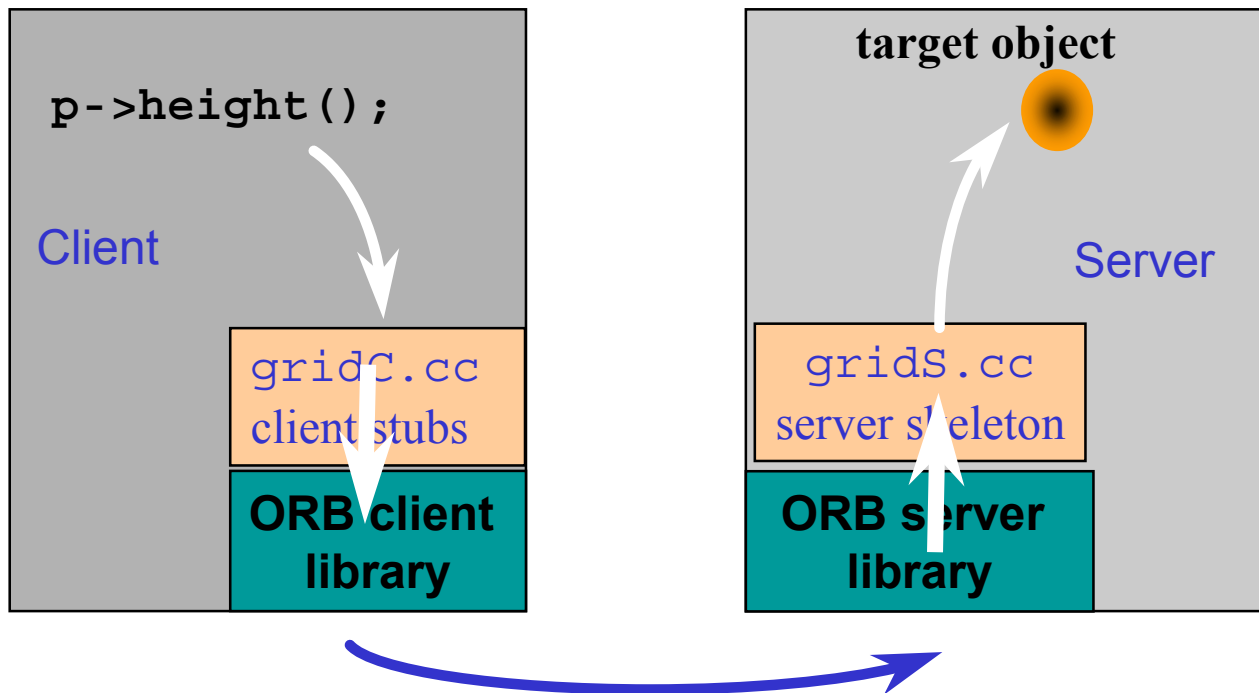 p->height();
Client
gridC.cc
client stubs
ORB client
library
target object
Server
gridS.cc
server skeleton
ORB server
library